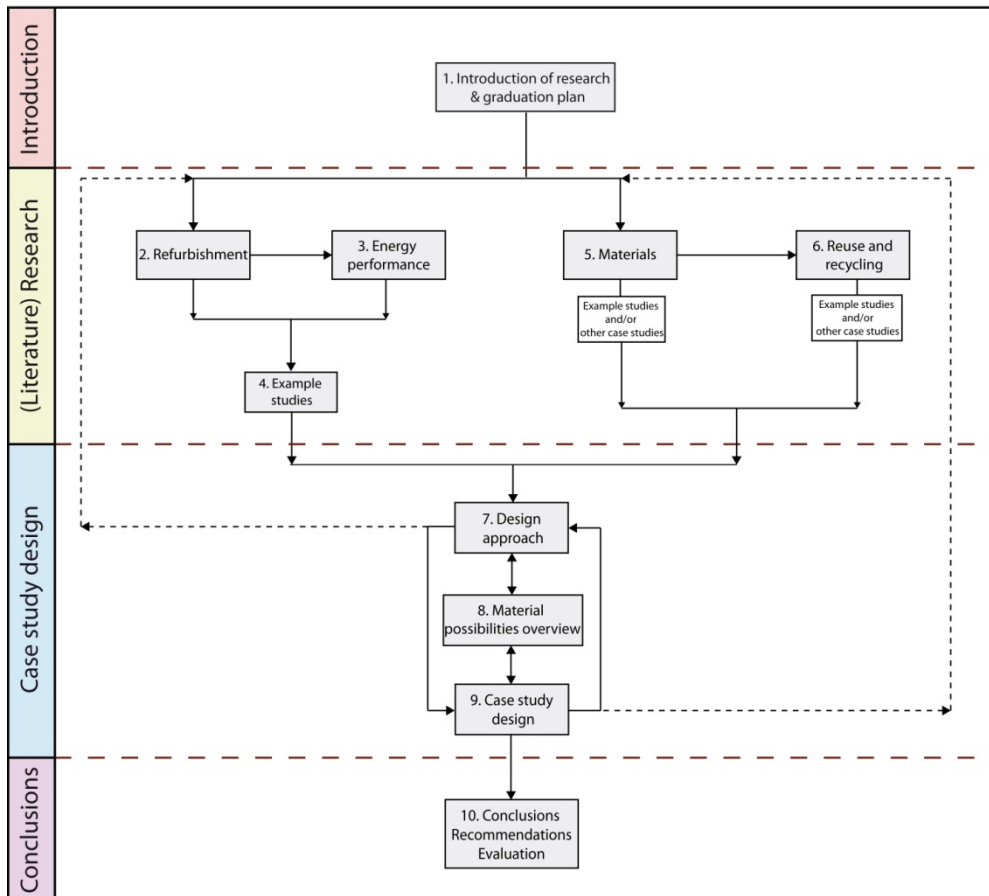 Introduction
1. Introduction of research
& graduation plan
(Literature) Research
2. Refurbishment
3. Energy
performance
5. Materials
6. Reuse and
recycling
Example studies
and/or
other case studies
Example studies
and/or
other case studies
4. Example
studies
Case study design
7. Design
approach
8. Material
possibilities overview
9. Case study
design
Conclusions
10. Conclusions
Recommendations
Evaluation